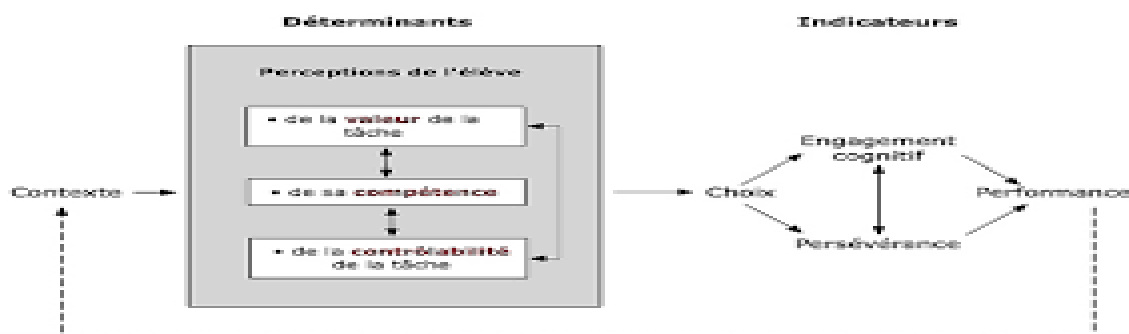 Déterminants
Indicateurs
Perceptions de l'élève
• de la valeur de la
tâche
• de sa compétence
• de la contrôlabilité
de la tâche
Contexte
Choix
Engagement
cognitif
Persévérance
Performance